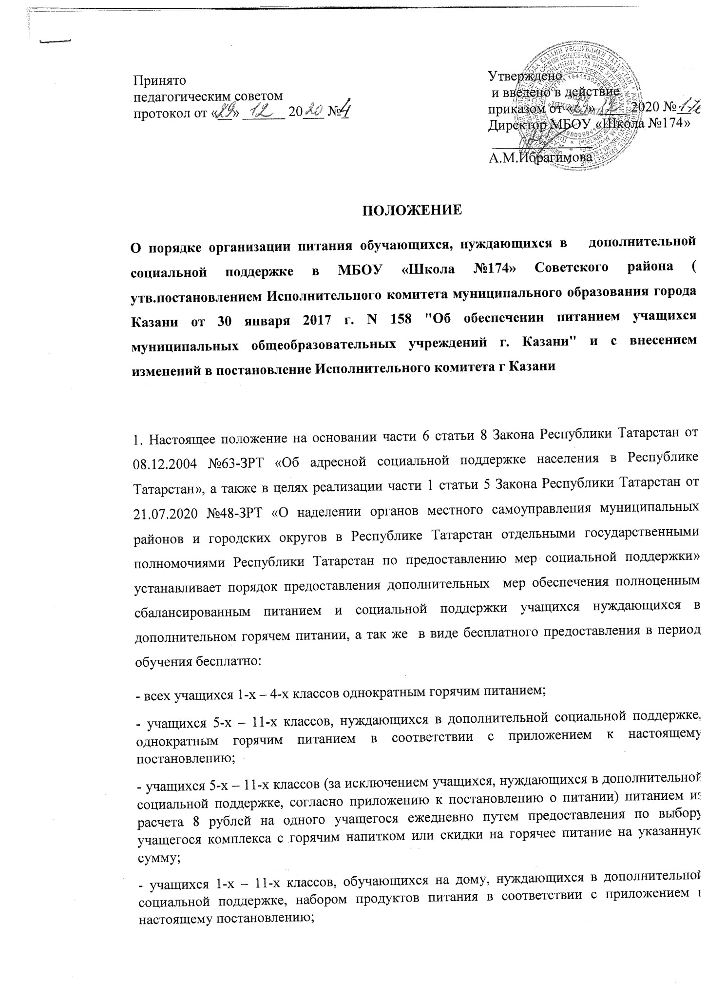 Принято
педагогическим советом
протокол от «29» 12 2020 №4
Утверждено
и введено в действие
приказом от «29» 12 2020 №
Директор МБОУ «Школа №174»
А.М.Ибрагимова
ПОЛОЖЕНИЕ
О порядке организации питания обучающихся, нуждающихся в дополнительной
социальной поддержке в МБОУ «Школа №174» Советского района (
утв.постановлением Исполнительного комитета муниципального образования города
Казани от 30 января 2017 г. N 158 "Об обеспечении питанием учащихся
муниципальных общеобразовательных учреждений г. Казани" и с внесением
изменений в постановление Исполнительного комитета г Казани
1. Настоящее положение на основании части 6 статьи 8 Закона Республики Татарстан от
08.12.2004 №63-ЗРТ «Об адресной социальной поддержке населения в Республике
Татарстан», а также в целях реализации части 1 статьи 5 Закона Республики Татарстан от
21.07.2020 №48-ЗРТ «О наделении органов местного самоуправления муниципальных
районов и городских округов в Республике Татарстан отдельными государственными
полномочиями Республики Татарстан по предоставлению мер социальной поддержки»
устанавливает порядок предоставления дополнительных мер обеспечения полноценным
сбалансированным питанием и социальной поддержки учащихся нуждающихся в
дополнительном горячем питании, а так же в виде бесплатного предоставления в период
обучения бесплатно:
- всех учащихся 1-х – 4-х классов однократным горячим питанием;
- учащихся 5-х – 11-х классов, нуждающихся в дополнительной социальной поддержке,
однократным горячим питанием в соответствии с приложением к настоящему
постановлению;
- учащихся 5-х – 11-х классов (за исключением учащихся, нуждающихся в дополнительной
социальной поддержке, согласно приложению к постановлению о питании) питанием из
расчета 8 рублей на одного учащегося ежедневно путем предоставления по выбору
учащегося комплекса с горячим напитком или скидки на горячее питание на указанную
сумму;
- учащихся 1-х – 11-х классов, обучающихся на дому, нуждающихся в дополнительной
социальной поддержке, набором продуктов питания в соответствии с приложением к
настоящему постановлению;